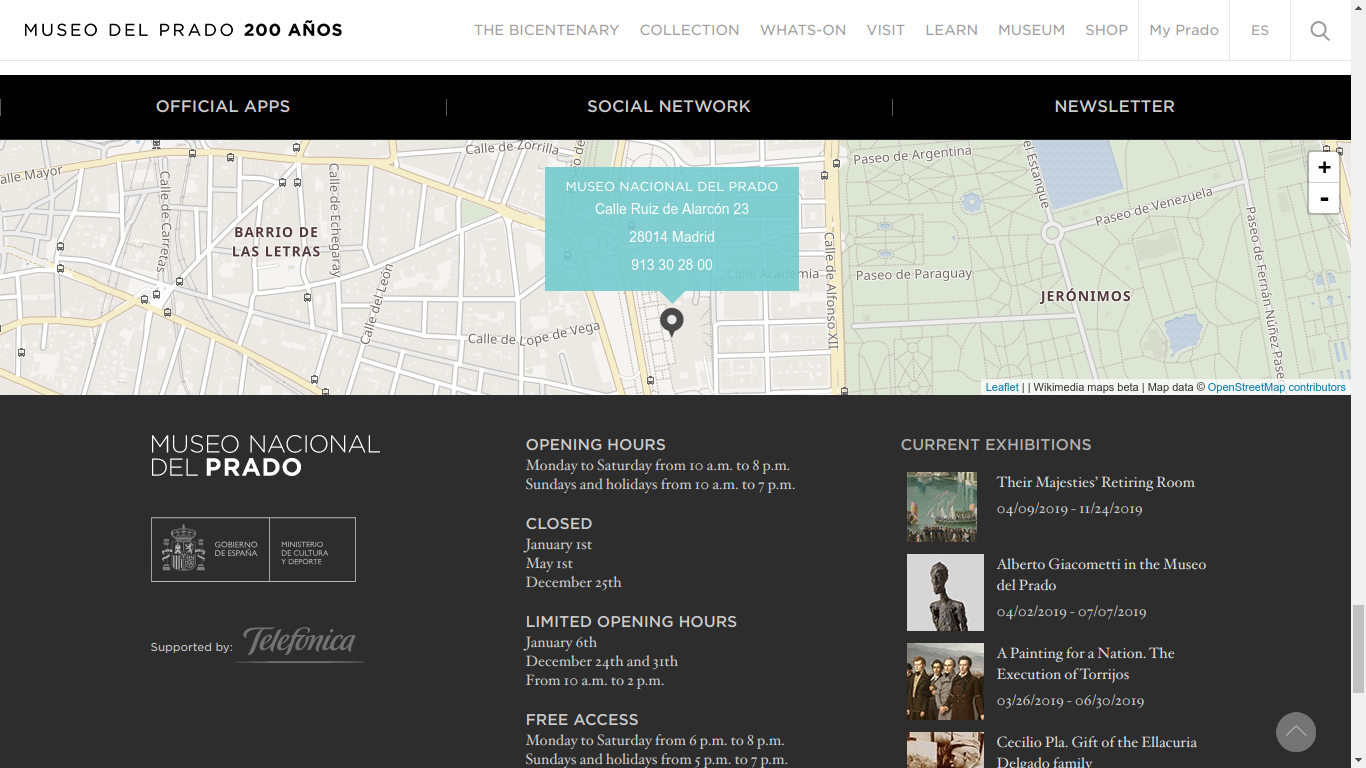 MUSEO DEL PRADO 200 AÑOS
THE BICENTENARY
COLLECTION
WHATS-ON
VISIT
LEARN
MUSEUM
SHOP
My Prado
ES
OFFICIAL APPS
SOCIAL NETWORK
NEWSLETTER
Calle de Zorrilla
alle Mayor
Calle de Carretas
Calle de Echegaray
BARRIO DE
LAS LETRAS
Calle del León
Calle de Lope de Vega
MUSEO NACIONAL DEL PRADO
Calle Ruiz de Alarcón 23
28014 Madrid
913 30 28 00
Calle Academia
Calle de Alfonso XII
Paseo de Argentina
del Estanque
Paseo de Venezuela
Paseo de Paraguay
JERÓNIMOS
Paseo de Fernán Núñez
Pase
+
-
Leaflet | | Wikimedia maps beta | Map data © OpenStreetMap contributors
MUSEO NACIONAL
DEL PRADO
GOBIERNO
DE ESPAÑA
MINISTERIO
DE CULTURA
Y DEPORTE
Supported by: Telefónica
OPENING HOURS
Monday to Saturday from 10 a.m. to 8 p.m.
Sundays and holidays from 10 a.m. to 7 p.m.
CLOSED
January 1st
May 1st
December 25th
LIMITED OPENING HOURS
January 6th
December 24th and 31th
From 10 a.m. to 2 p.m.
FREE ACCESS
Monday to Saturday from 6 p.m. to 8 p.m.
Sundays and holidays from 5 p.m. to 7 p.m.
CURRENT EXHIBITIONS
Their Majesties’ Retiring Room
04/09/2019 - 11/24/2019
Alberto Giacometti in the Museo
del Prado
04/02/2019 - 07/07/2019
A Painting for a Nation. The
Execution of Torrijos
03/26/2019 - 06/30/2019
Cecilio Pla. Gift of the Ellacuria
Delgado family